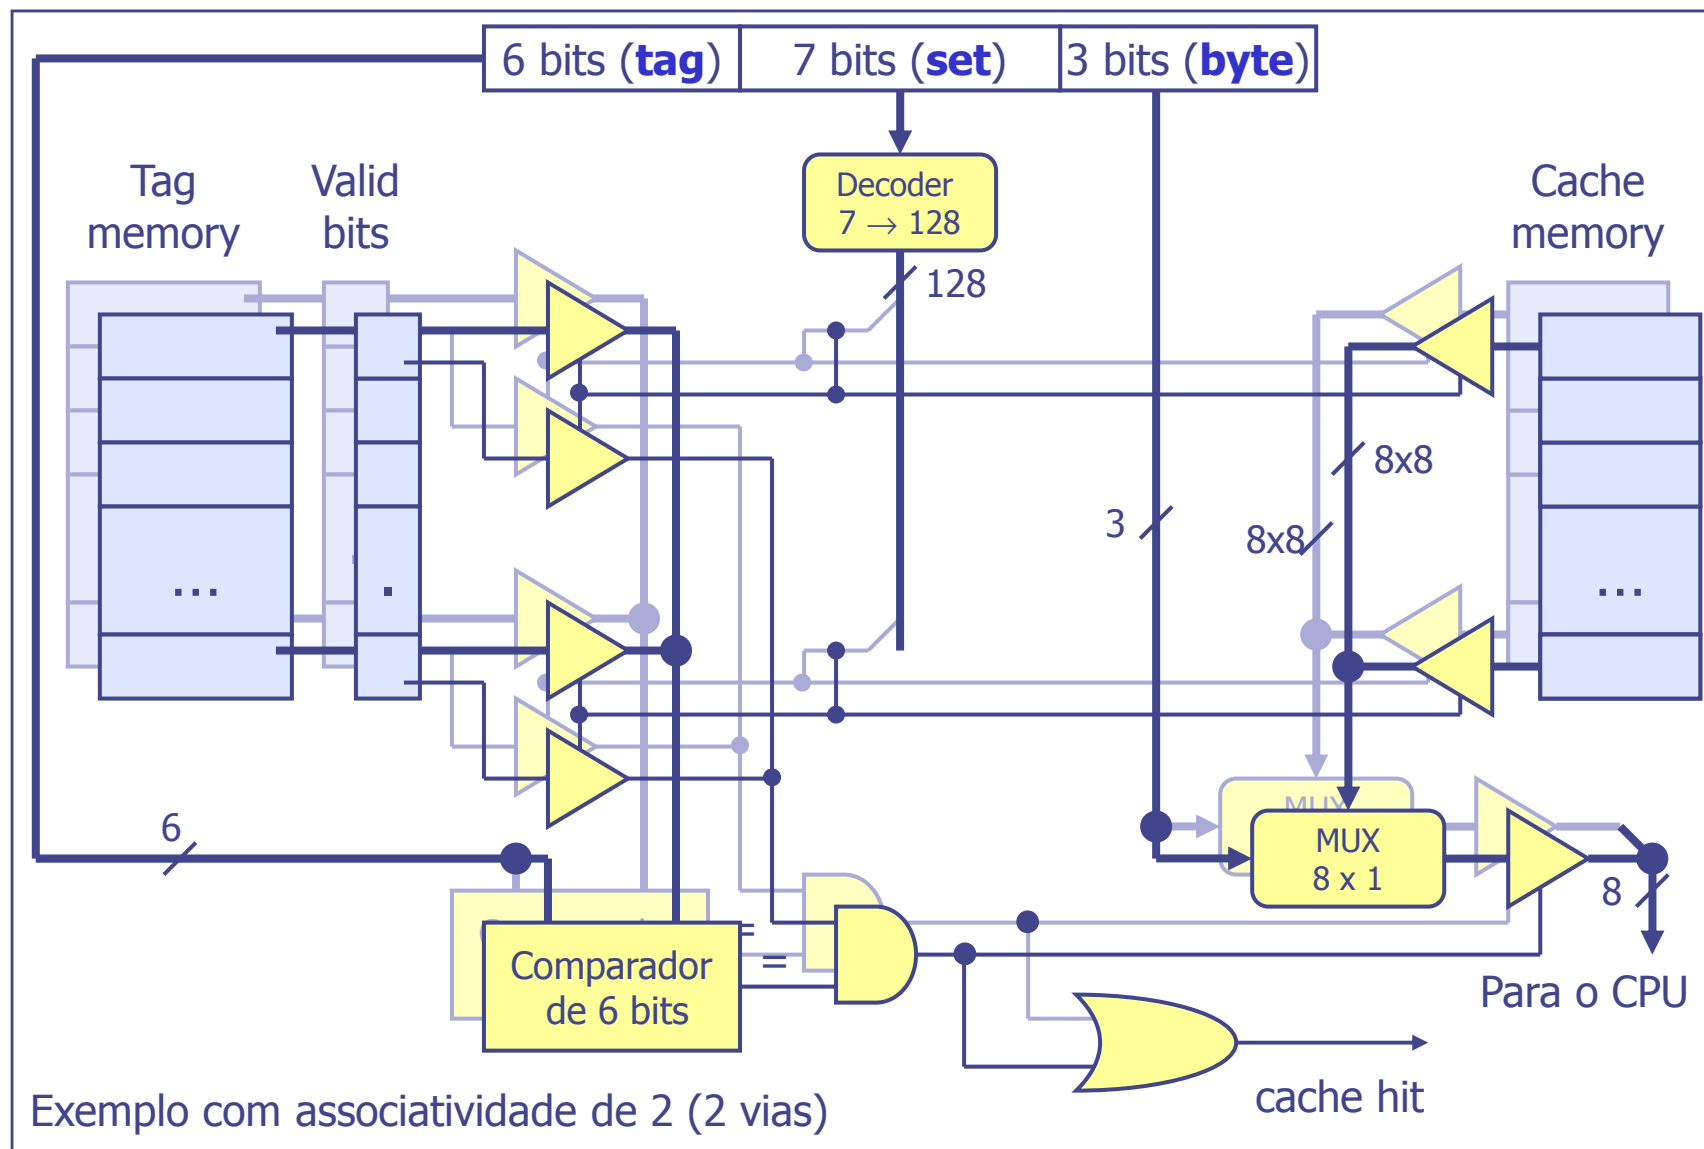 6 bits (tag) 7 bits (set) 3 bits (byte)
Tag
memory
Valid
bits
Decoder
7 → 128
Cache
memory
128
8x8
8x8
3
...
.
...
6
MUX
MUX
8 x 1
8
=
=
Comparador
de 6 bits
Para o CPU
cache hit
Exemplo com associatividade de 2 (2 vias)